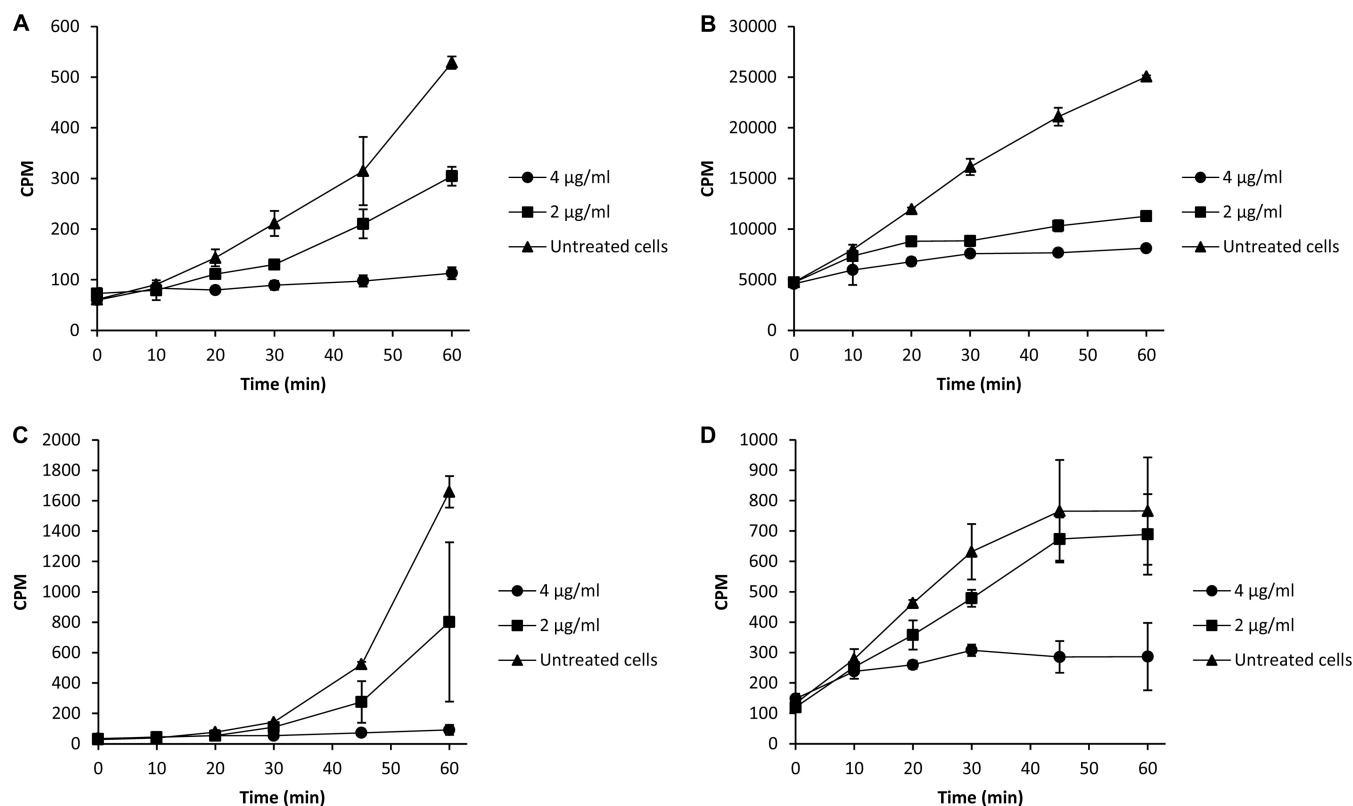 A
600
500
400
300
200
100
0
CPM
0 10 20 30 40 50 60
Time (min)
4 µg/ml
2 µg/ml
Untreated cells
B
30000
25000
20000
15000
10000
5000
0
CPM
0 10 20 30 40 50 60
Time (min)
4 µg/ml
2 µg/ml
Untreated cells
C
2000
1800
1600
1400
1200
1000
800
600
400
200
0
CPM
0 10 20 30 40 50 60
Time (min)
4 µg/ml
2 µg/ml
Untreated cells
D
1000
900
800
700
600
500
400
300
200
100
0
CPM
0 10 20 30 40 50 60
Time (min)
4 µg/ml
2 µg/ml
Untreated cells